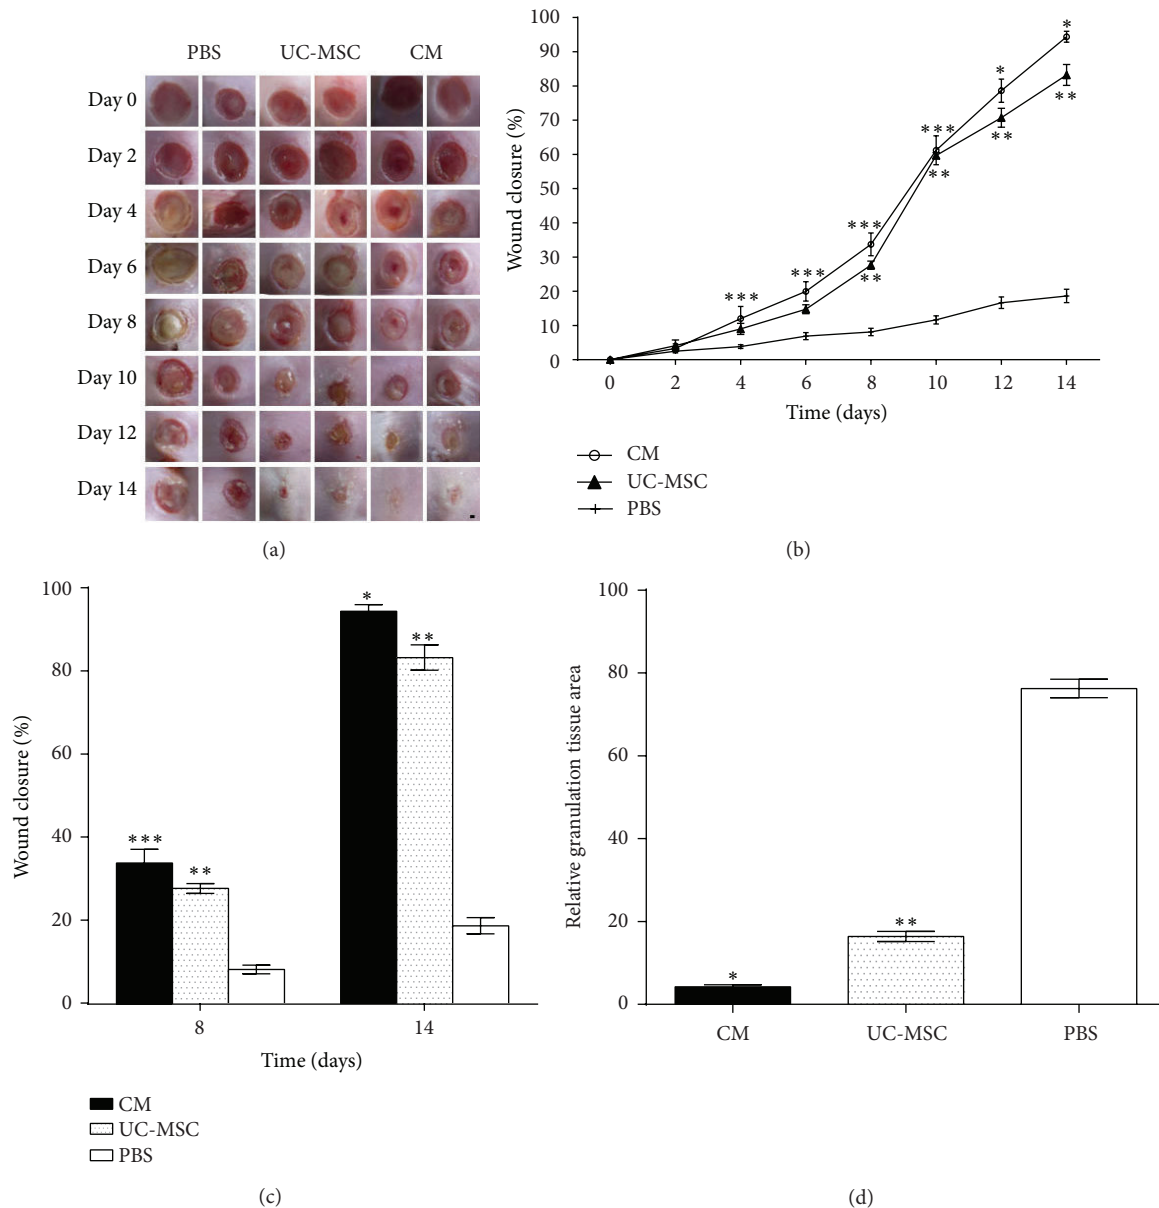 PBS UC-MSC CM
Day 0
Day 2
Day 4
Day 6
Day 8
Day 10
Day 12
Day 14
(a)
Wound closure (%)
100
90
80
70
60
50
40
30
20
10
0
***
***
**
***
**
***
**
*
**
*
**
0 2 4 6 8 10 12 14
Time (days)
CM
UC-MSC
PBS
(b)
Wound closure (%)
100
80
60
40
20
0
***
**
*
**
8 14
Time (days)
CM
UC-MSC
PBS
(c)
Relative granulation tissue area
100
80
60
40
20
0
*
**
CM UC-MSC PBS
(d)